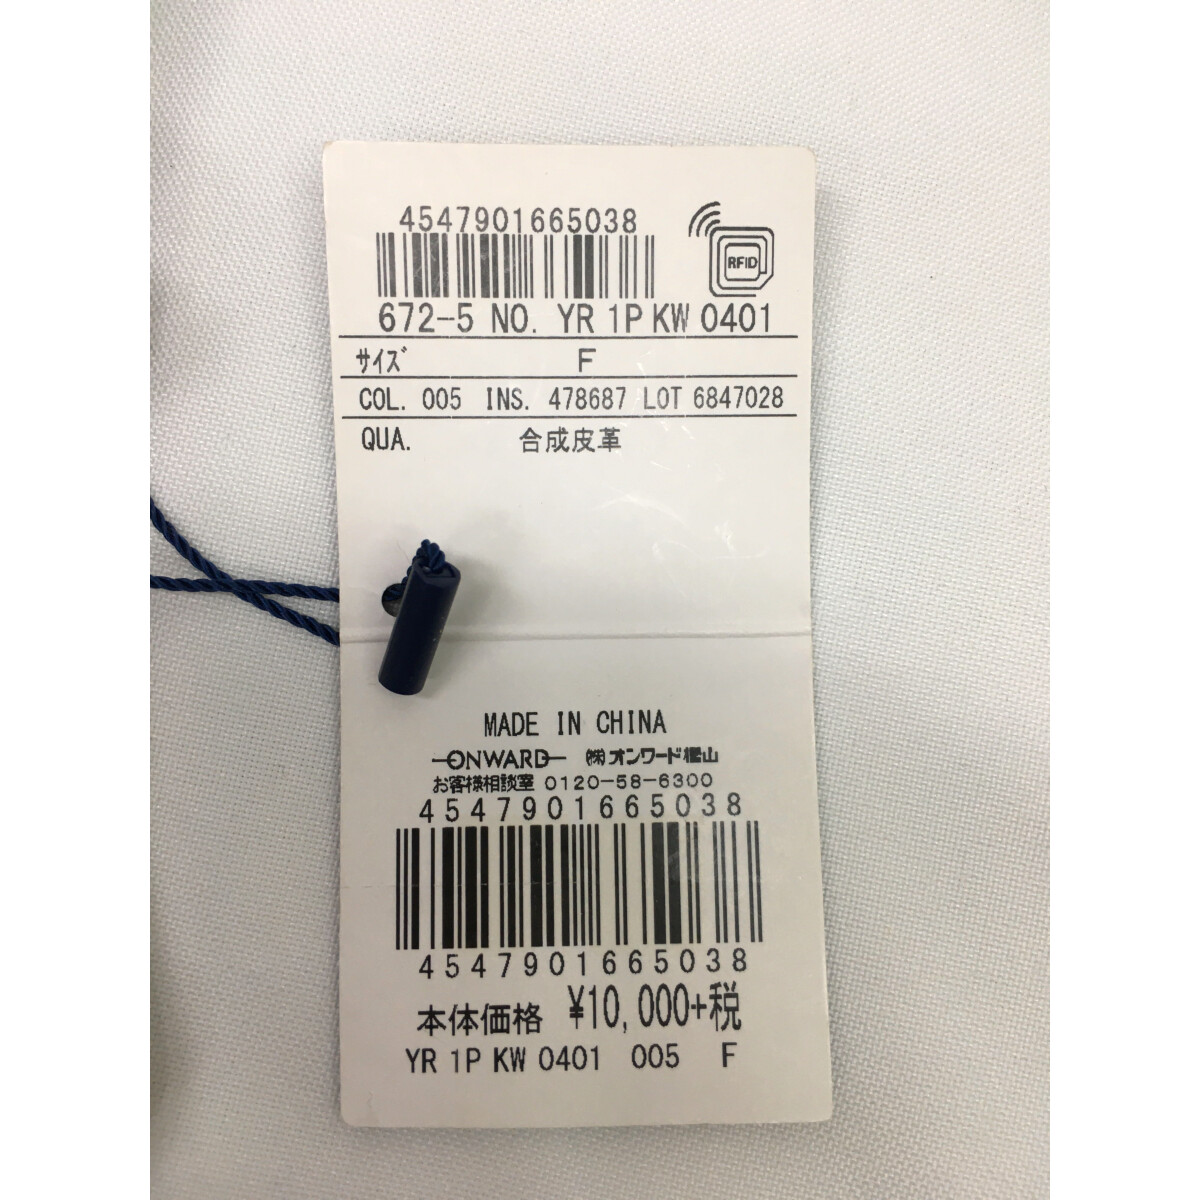 4547901665038
RFID
672-5 NO. YR 1P KW 0401
サイズ F
COL. 005 INS. 478687 LOT 6847028
QUA. 合成皮革
MADE IN CHINA
ONWARD ㈱オンワード樫山
お客様相談室 0120-58-6300
4547901665038
4547901665038
本体価格 ¥10,000+税
YR 1P KW 0401 005 F